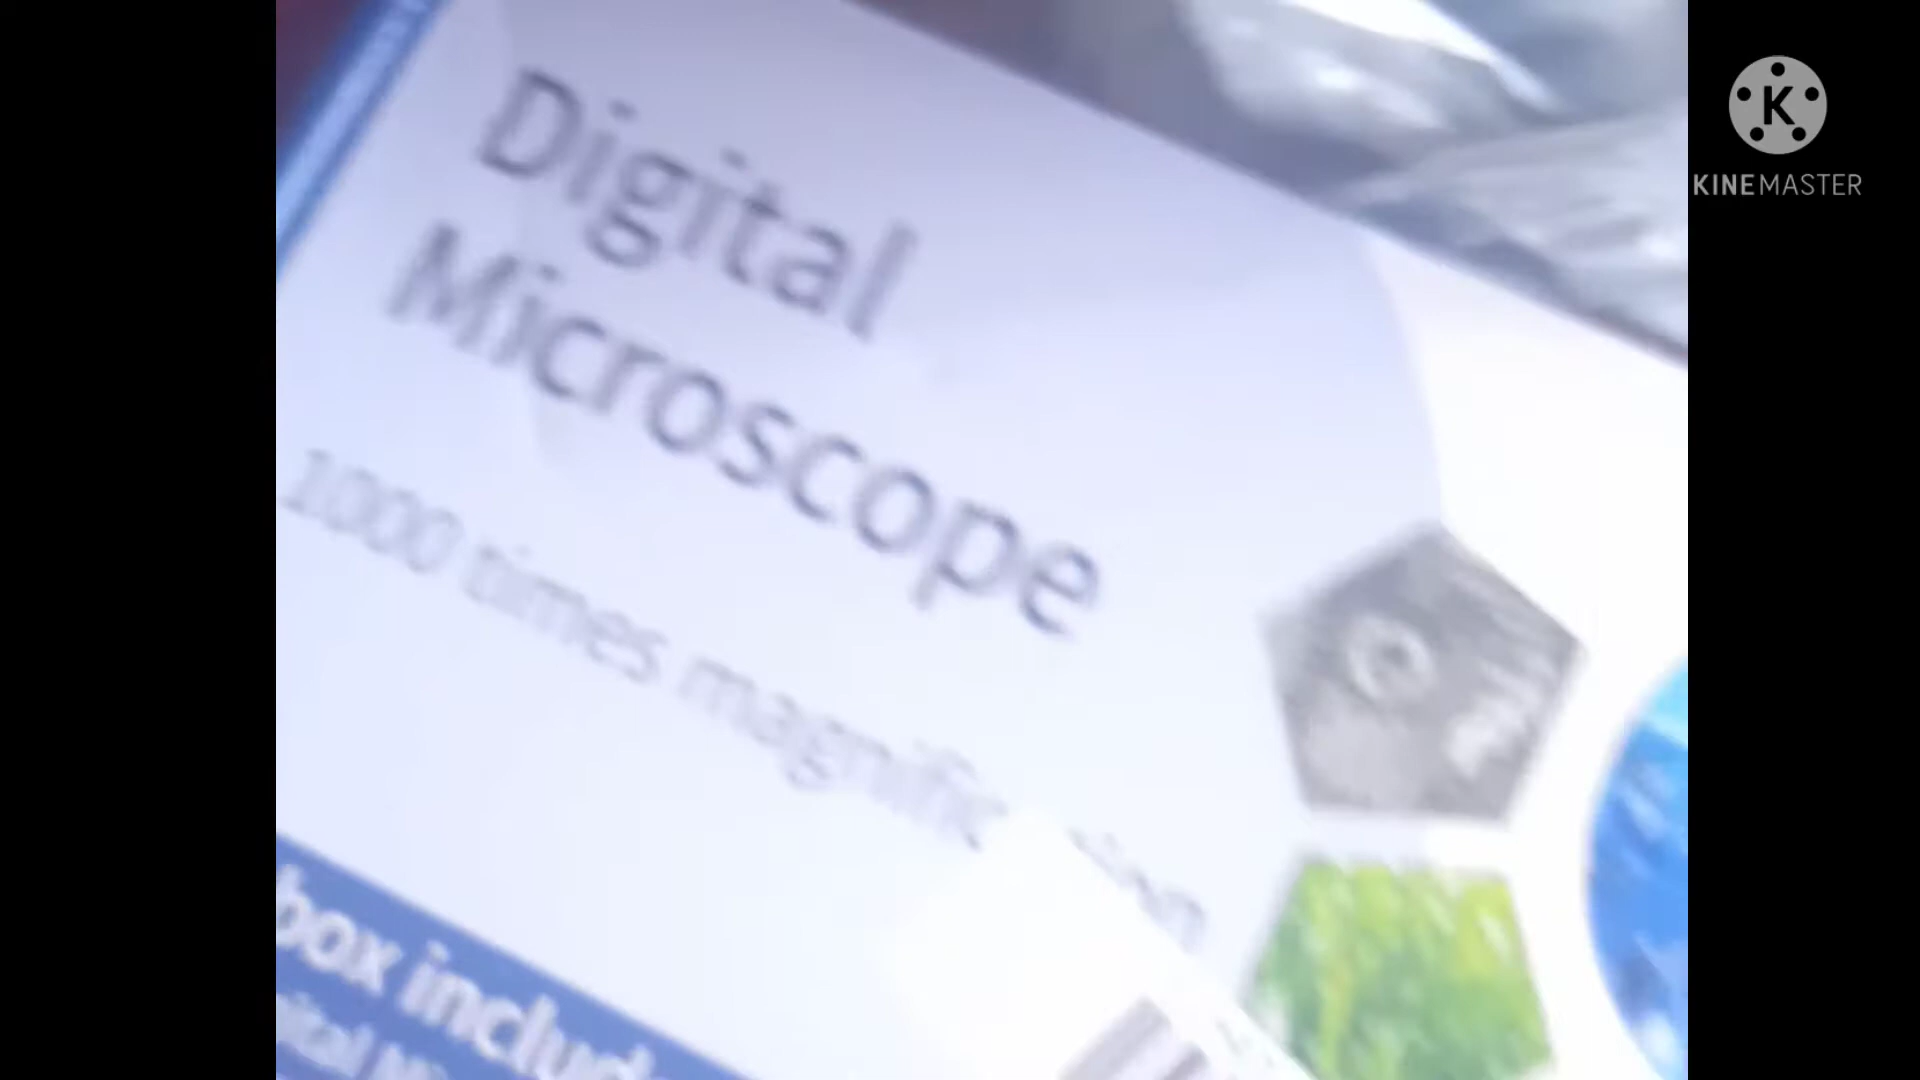 Digital
Microscope
1000 times magnific
box includ
KINEMASTER